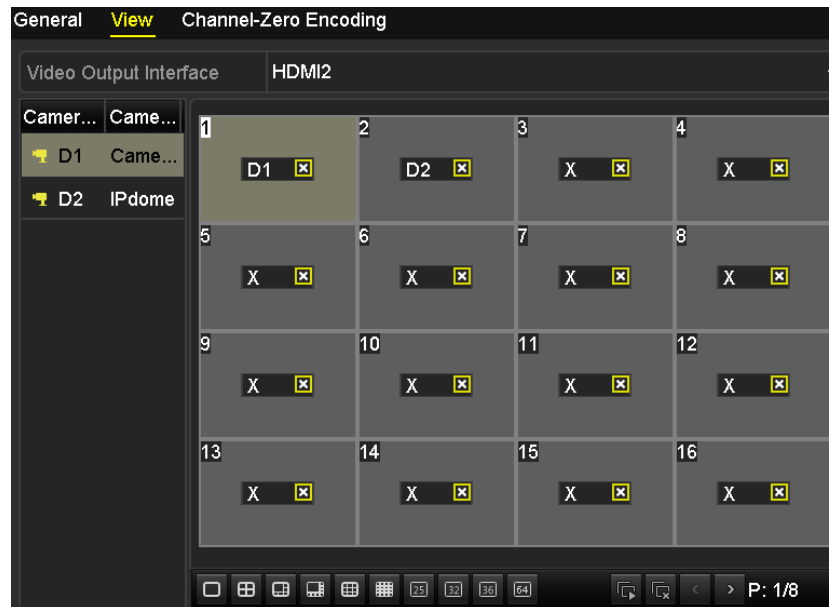 General View Channel-Zero Encoding
Video Output Interface HDMI2
Camer... Came...
D1 Came...
D2 IPdome
1 2 3 4
D1 D2 X X
5 6 7 8
X X X X
9 10 11 12
X X X X
13 14 15 16
X X X X
25 32 36 64 P: 1/8